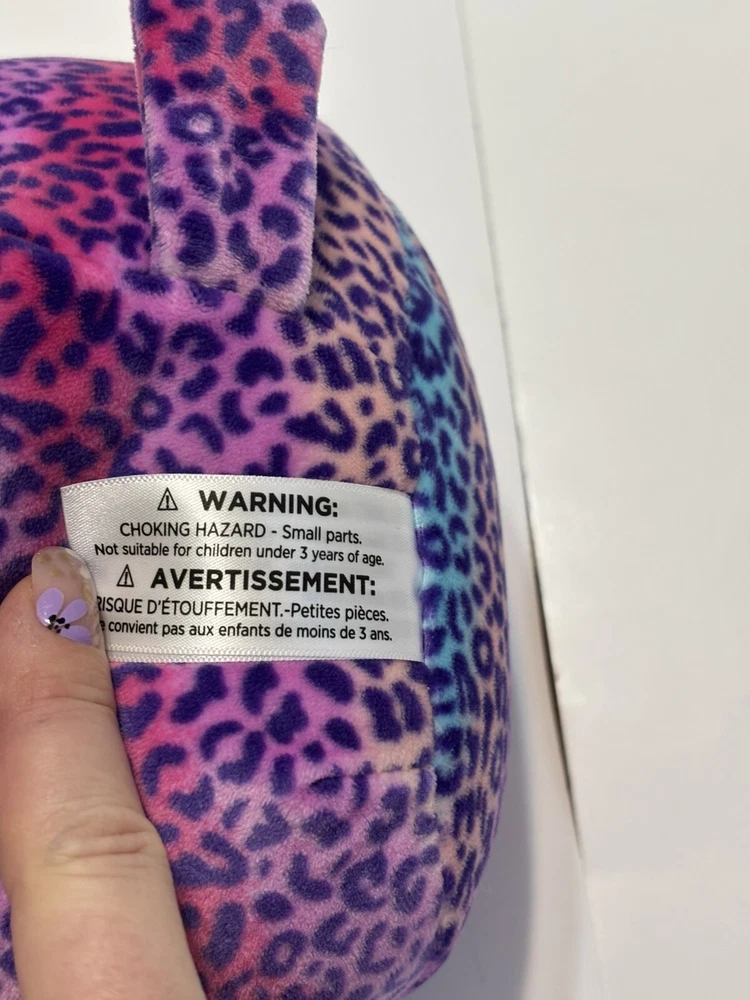 ⚠ WARNING:
CHOKING HAZARD - Small parts.
Not suitable for children under 3 years of age.
⚠ AVERTISSEMENT:
RISQUE D'ÉTOUFFEMENT.-Petites pièces.
convient pas aux enfants de moins de 3 ans.